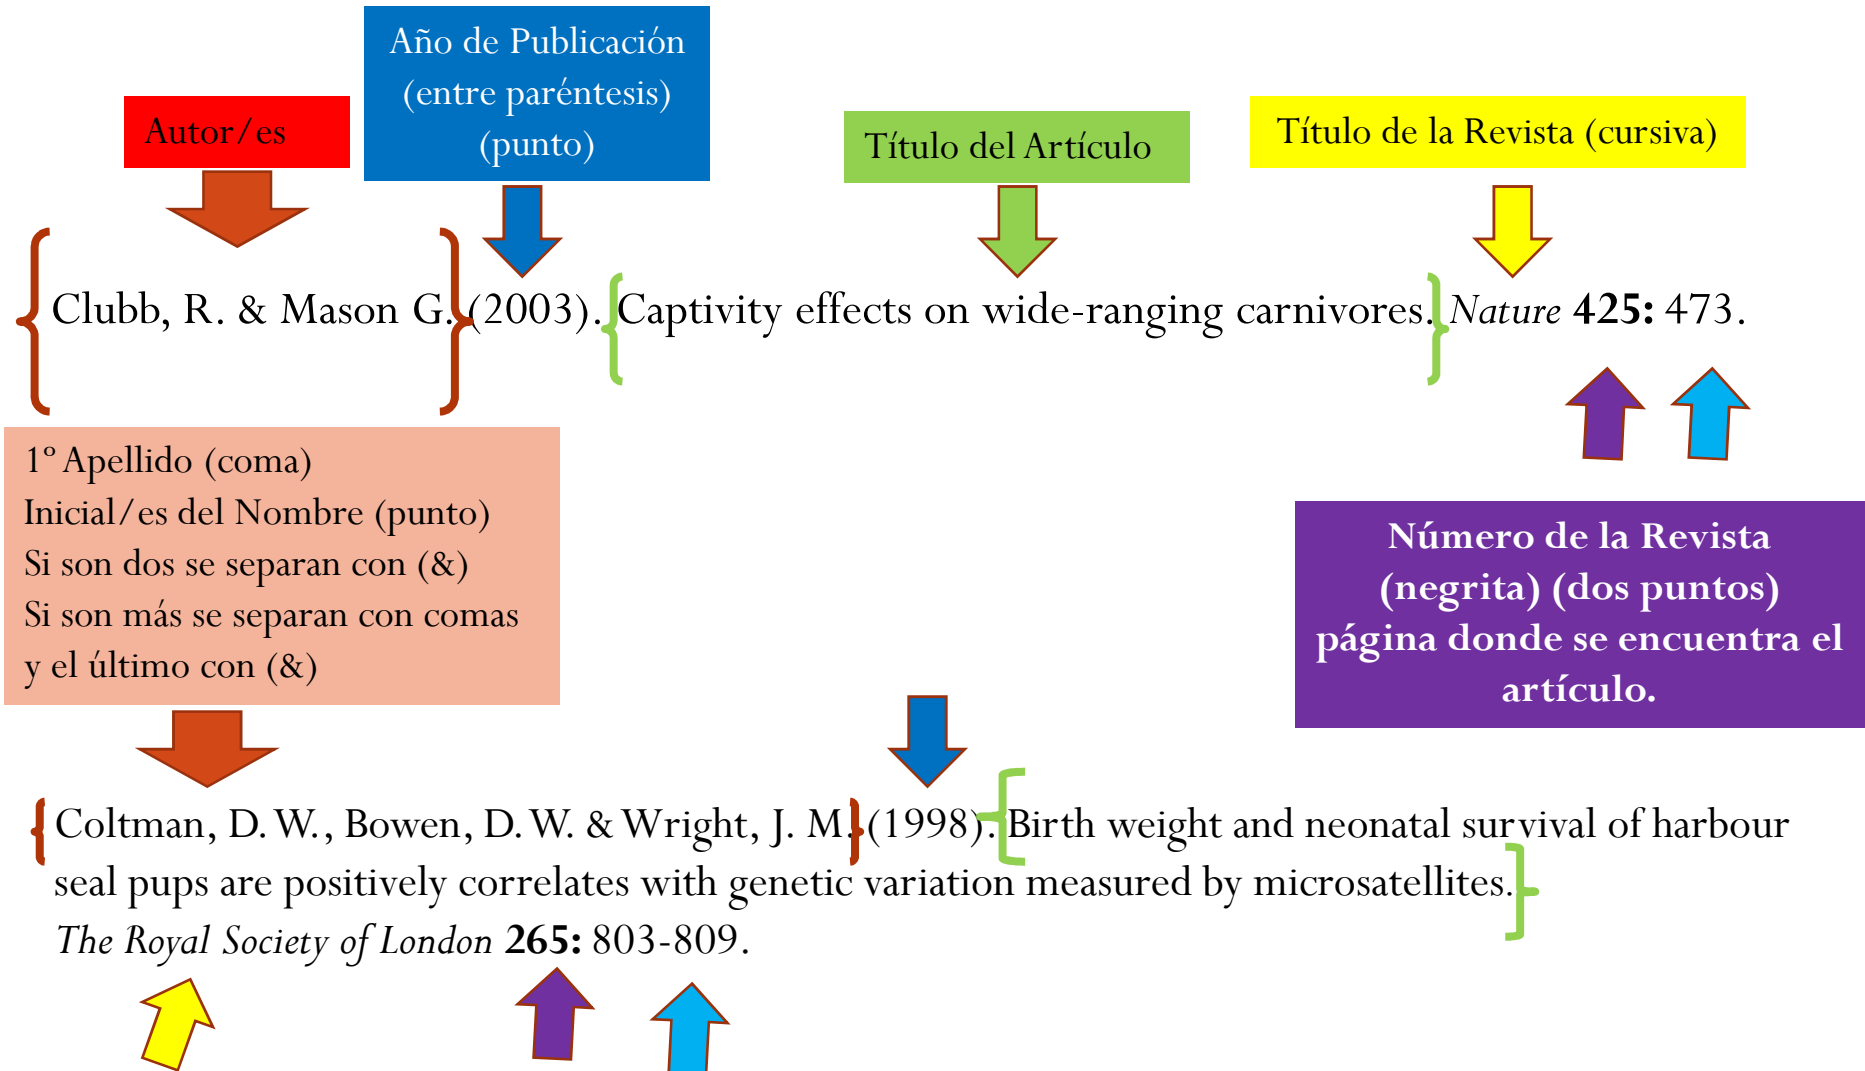 Año de Publicación
(entre paréntesis)
(punto)
Autor/es
Título del Artículo
Título de la Revista (cursiva)
Clubb, R. & Mason G. (2003). Captivity effects on wide-ranging carnivores. Nature 425: 473.
1º Apellido (coma)
Inicial/es del Nombre (punto)
Si son dos se separan con (&)
Si son más se separan con comas
y el último con (&)
Número de la Revista
(negrita) (dos puntos)
página donde se encuentra el
artículo.
Coltman, D. W., Bowen, D. W. & Wright, J. M. (1998). Birth weight and neonatal survival of harbour
seal pups are positively correlates with genetic variation measured by microsatellites.
The Royal Society of London 265: 803-809.